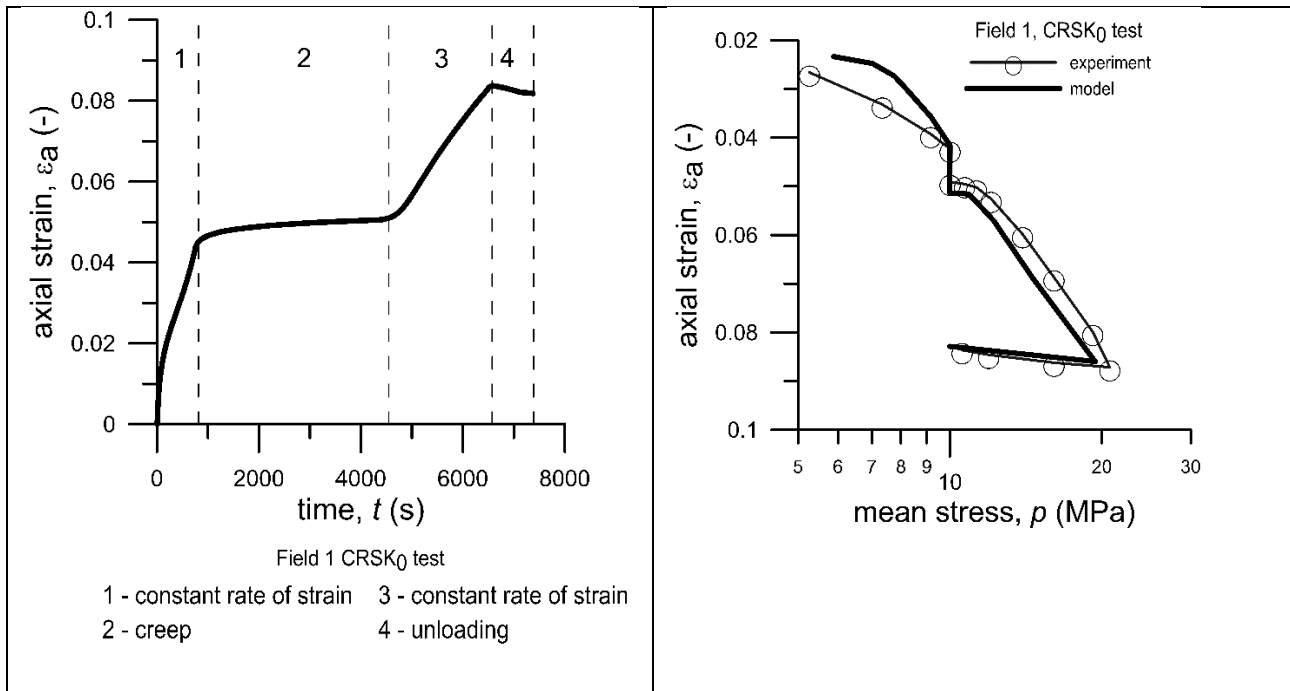 0.1
0.08
0.06
0.04
0.02
0
axial strain, εa (-)
1
2
3
4
0
2000
4000
6000
8000
time, t (s)
Field 1 CRSK0 test
1 - constant rate of strain
3 - constant rate of strain
2 - creep
4 - unloading
Field 1, CRSK0 test
experiment
model
0.02
0.04
0.06
0.08
0.1
axial strain, εa (-)
5
6
7
8
9
10
20
30
mean stress, p (MPa)